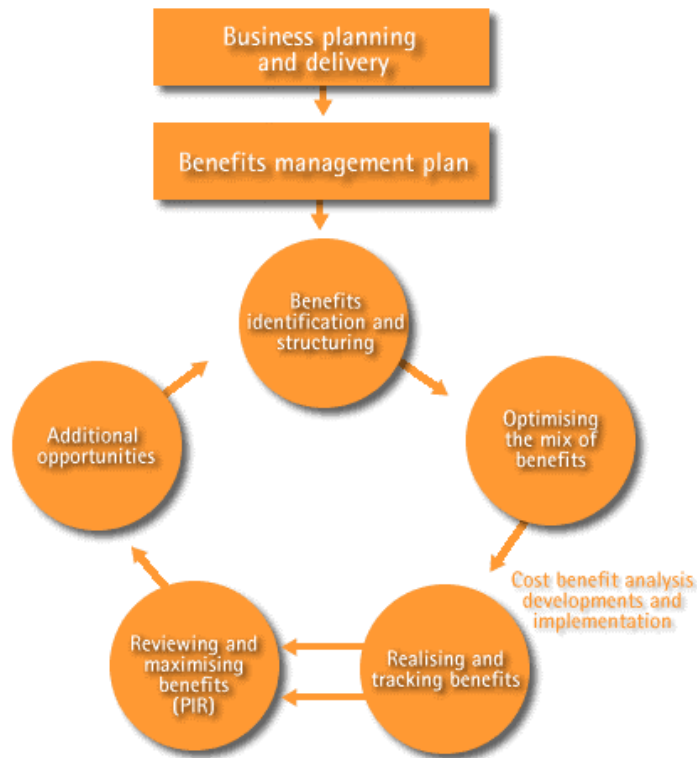 Business planning
and delivery
Benefits management plan
Benefits
identification and
structuring
Optimising
the mix of
benefits
Cost benefit analysis
developments and
implementation
Realising and
tracking benefits
Reviewing and
maximising
benefits
(PIR)
Additional
opportunities